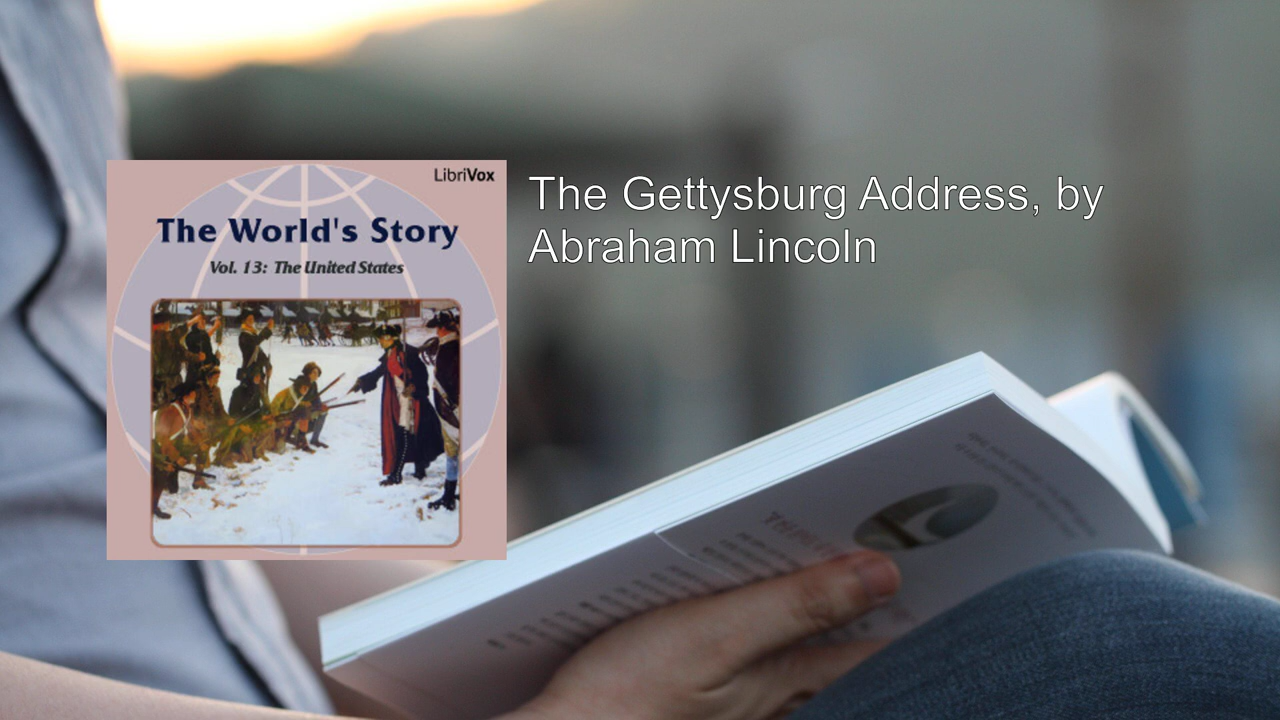 LibriVox
The World's Story
Vol. 13: The United States
The Gettysburg Address, by
Abraham Lincoln